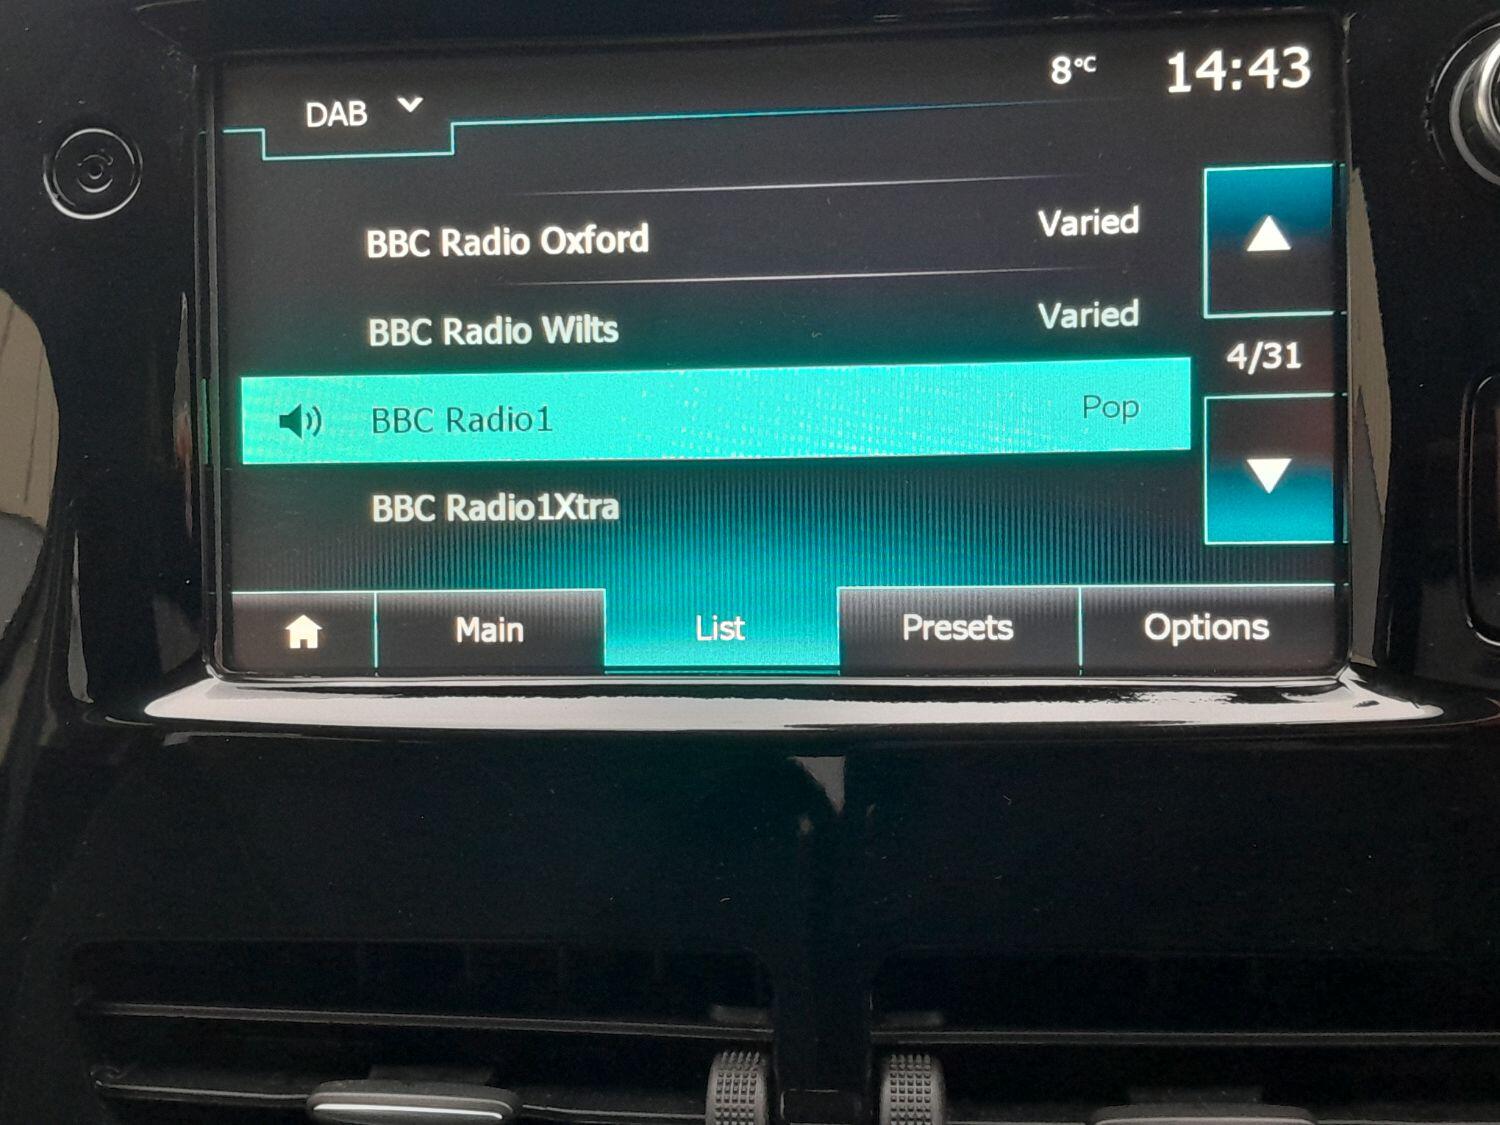 DAB
8°C
14:43
BBC Radio Oxford
Varied
BBC Radio Wilts
Varied
4/31
BBC Radio1
Pop
BBC Radio1Xtra
Main
List
Presets
Options